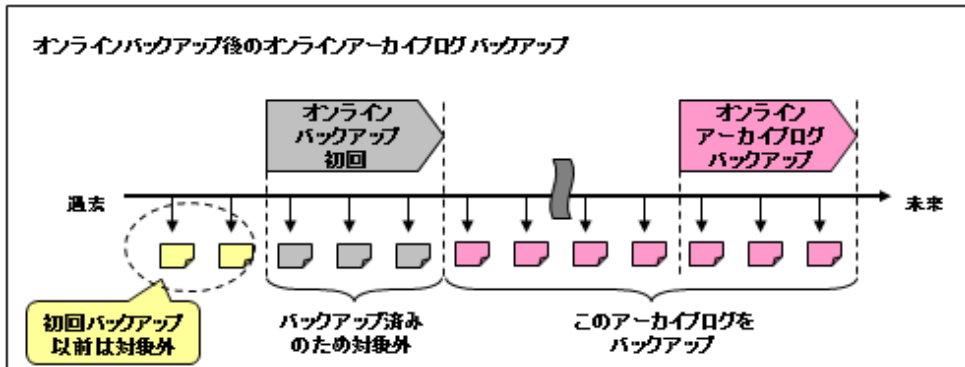 オンラインバックアップ後のオンラインアーカイブログ バックアップ
オンライン
バックアップ
初回
オンライン
アーカイブログ
バックアップ
過去
未来
初回バックアップ
以前は対象外
バックアップ済み
のため対象外
このアーカイブログを
バックアップ